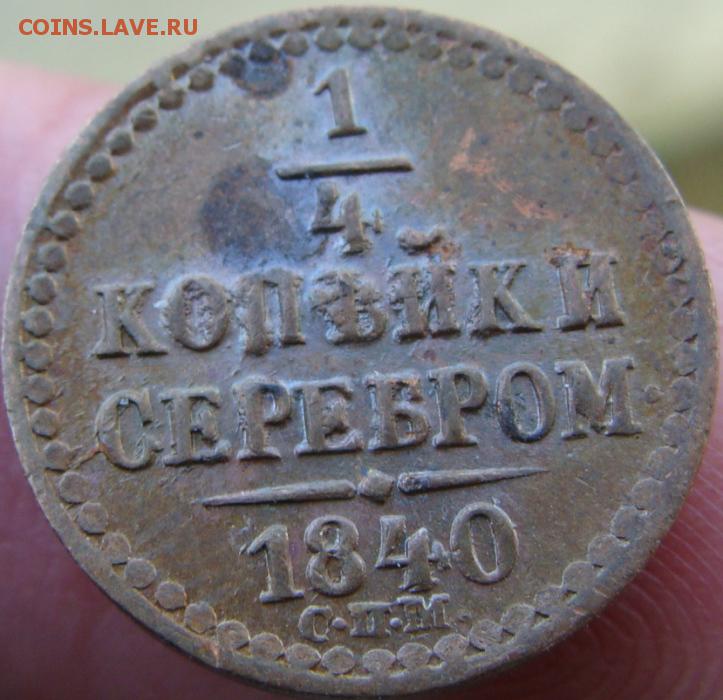 COINS.LAVE.RU
1
4
КОПѢЙКИ
СЕРЕБРОМ.
1840
С.П.М.